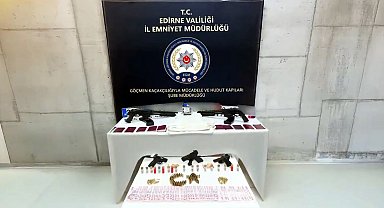 T.C.
EDİRNE VALİLİĞİ
İL EMNİYET MÜDÜRLÜĞÜ
GÖÇMEN KAÇAKÇILIĞIYLA MÜCADELE VE HUDUT KAPILARI
ŞUBE MÜDÜRLÜĞÜ